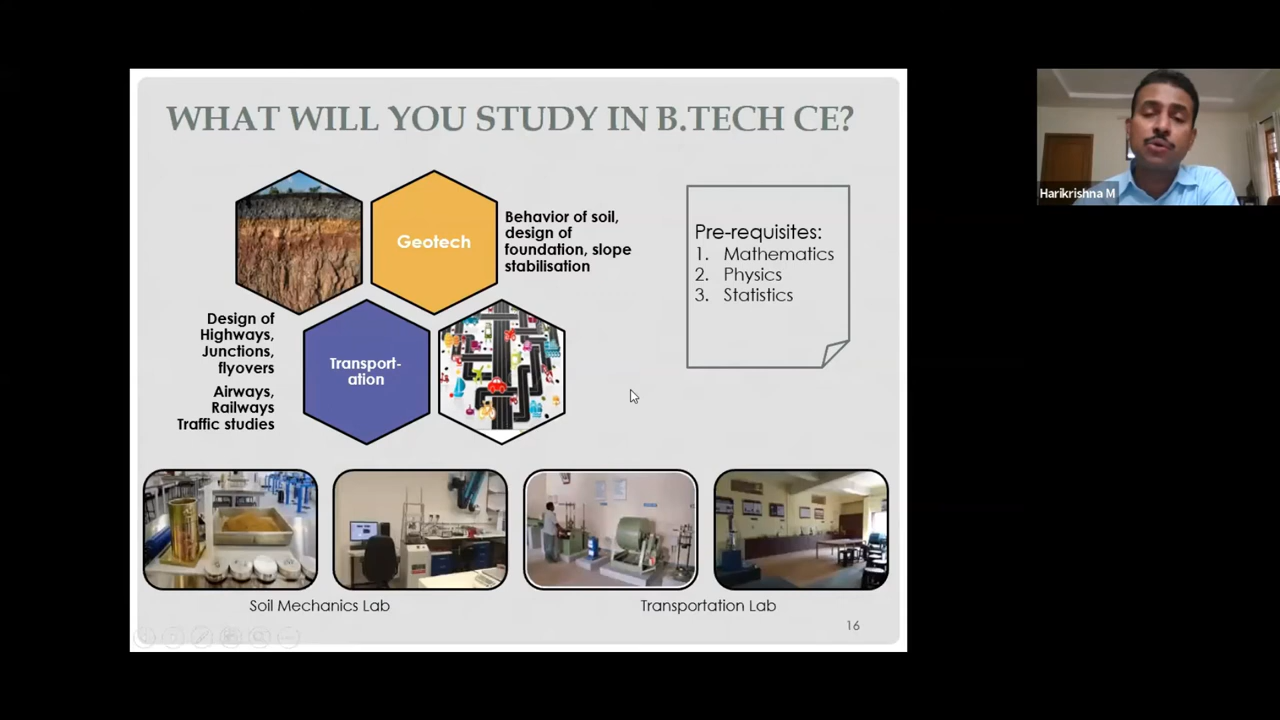 WHAT WILL YOU STUDY IN B.TECH CE?
Geotech
Behavior of soil,
design of
foundation, slope
stabilisation
Pre-requisites:
1. Mathematics
2. Physics
3. Statistics
Design of
Highways,
Junctions,
flyovers
Airways,
Railways
Traffic studies
Transport-
ation
Soil Mechanics Lab
Transportation Lab
16
Harikrishna M